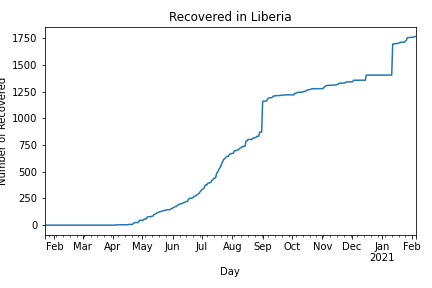 Recovered in Liberia
Number of Recovered
1750
1500
1250
1000
750
500
250
0
Feb Mar Apr May Jun Jul Aug Sep Oct Nov Dec Jan Feb
2021
Day